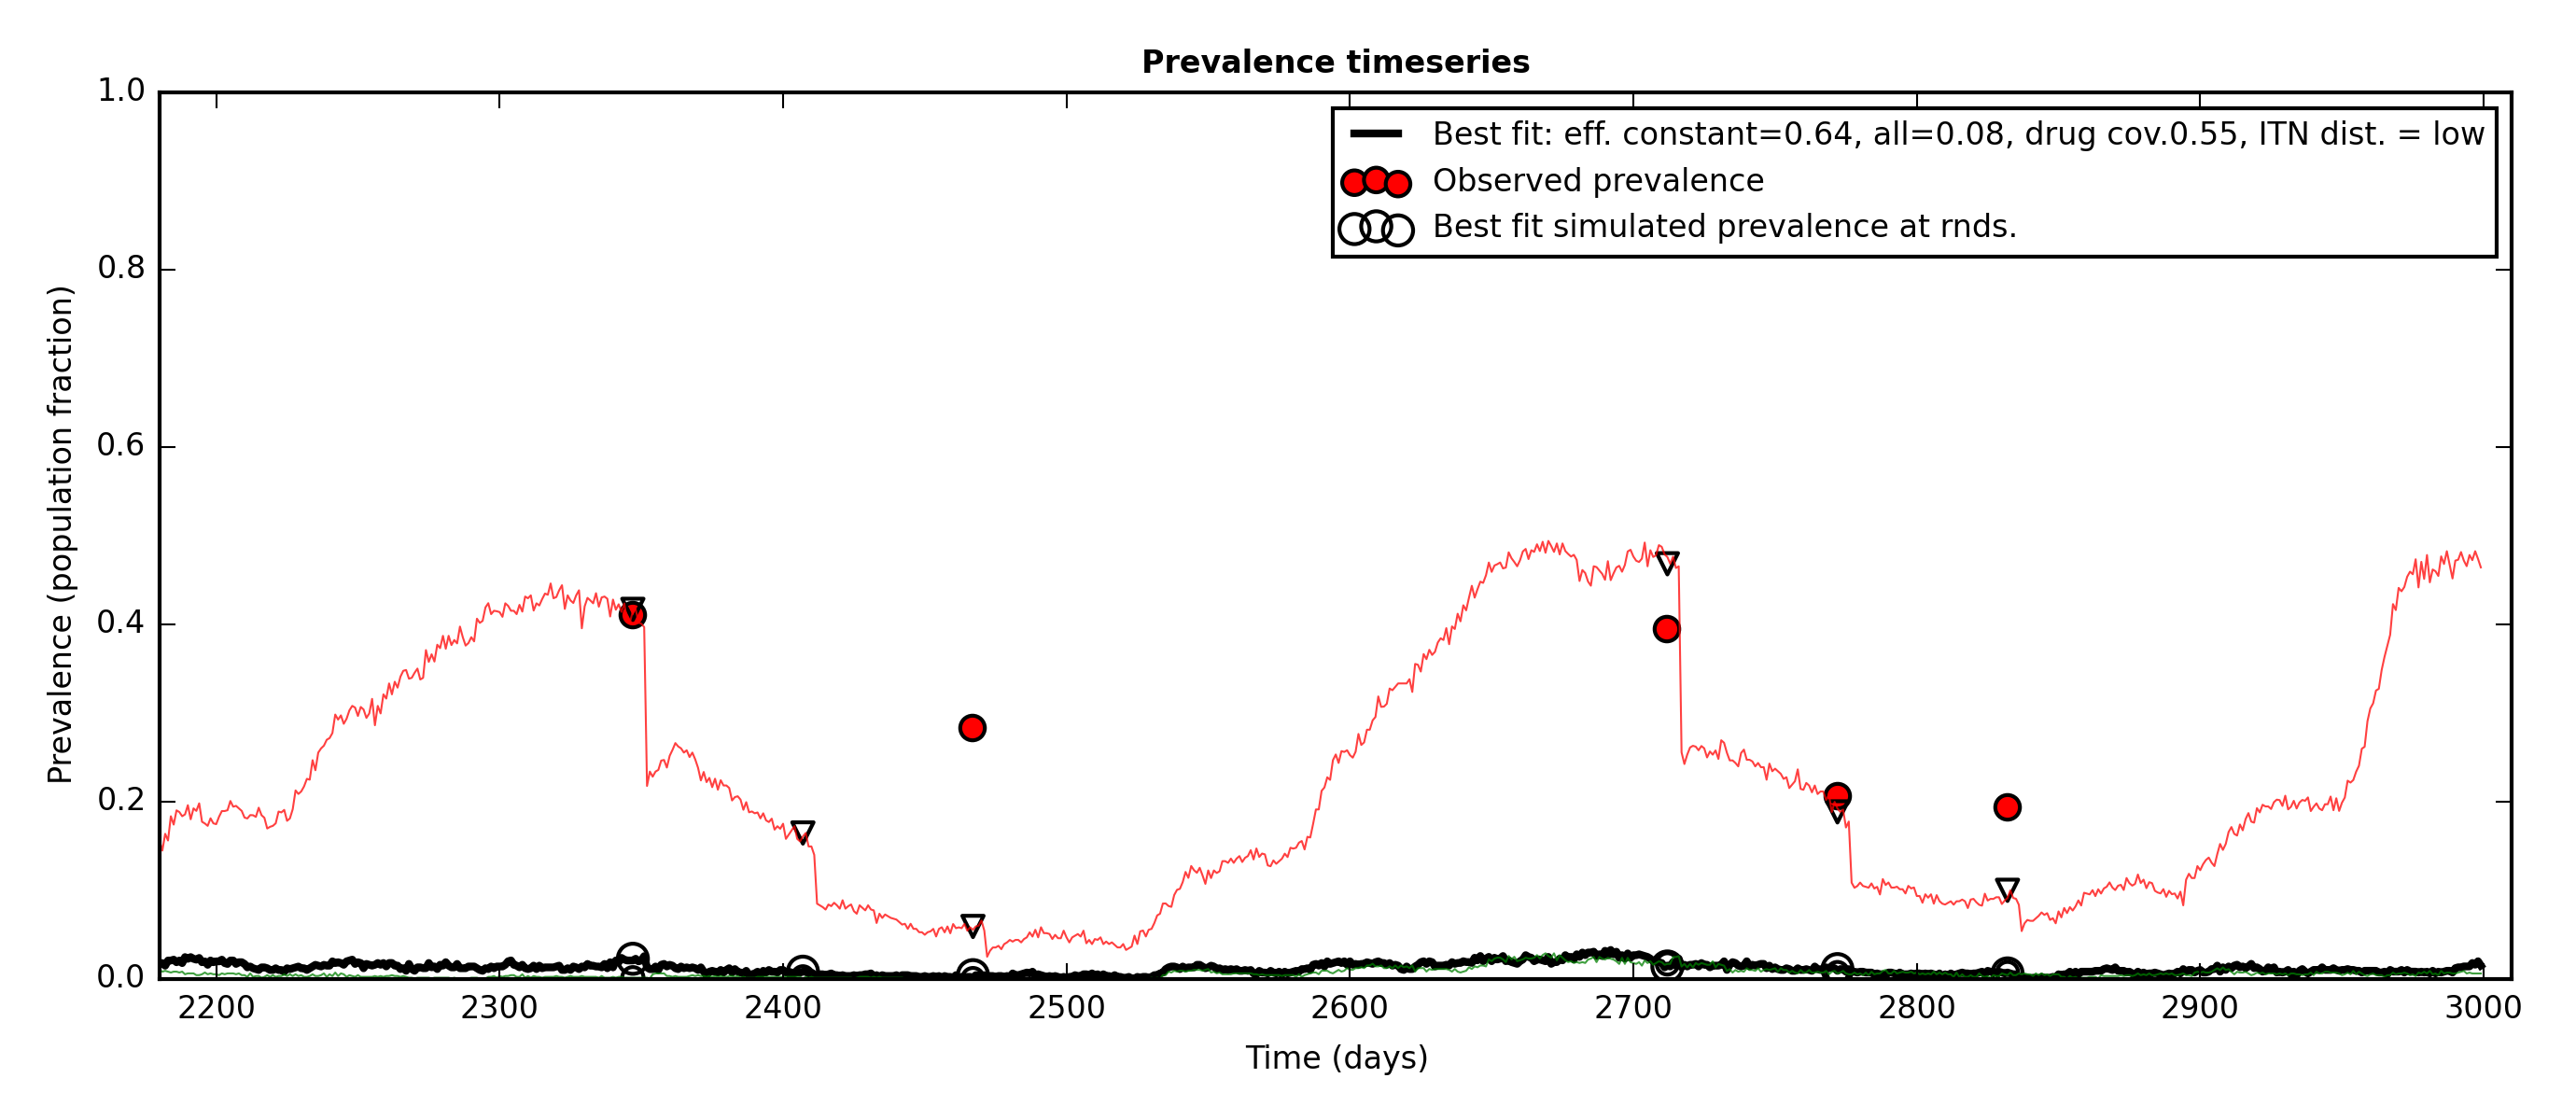 Prevalence timeseries
1.0
0.8
0.6
0.4
0.2
0.0
Prevalence (population fraction)
Best fit: eff. constant=0.64, all=0.08, drug cov.0.55, ITN dist. = low
Observed prevalence
Best fit simulated prevalence at rnds.
2200 2300 2400 2500 2600 2700 2800 2900 3000
Time (days)